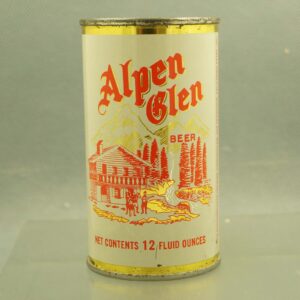 Alpen
Glen
BEER
NET CONTENTS 12 FLUID OUNCES